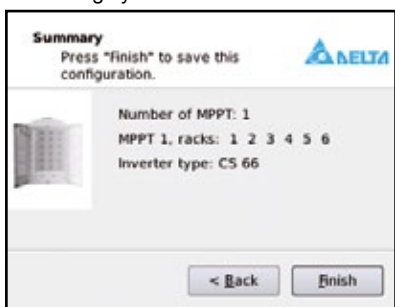 Summary
Press "Finish" to save this
configuration.
DELTA
Number of MPPT: 1
MPPT 1, racks: 1 2 3 4 5 6
Inverter type: CS 66
< Back
Finish